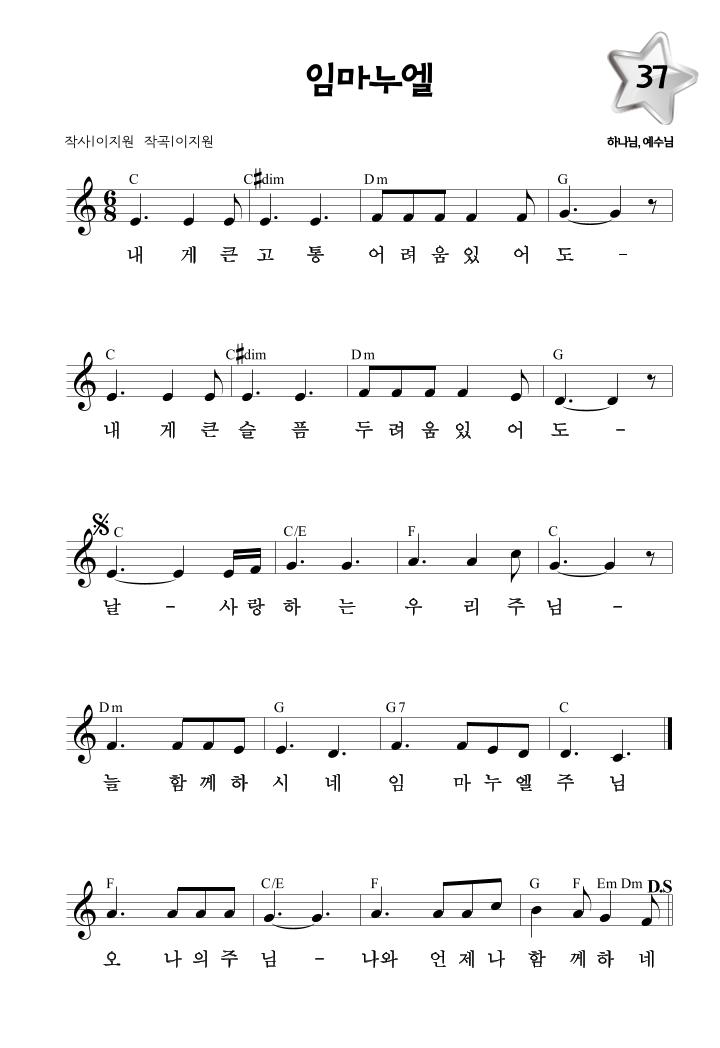 임마누엘
37
작사|이지원 작곡|이지원
하나님, 예수님
C C#dim Dm G
6
8
내 게 큰 고 통 어 려 움 있 어 도 -
C C#dim Dm G
내 게 큰 슬 픔 두 려 움 있 어 도 -
C C/E F C
날 - 사 랑 하 는 우 리 주 님 -
Dm G G7 C
늘 함 께 하 시 네 임 마 누 엘 주 님
F C/E F G F Em Dm D.S
오 나 의 주 님 - 나와 언 제 나 함 께 하 네